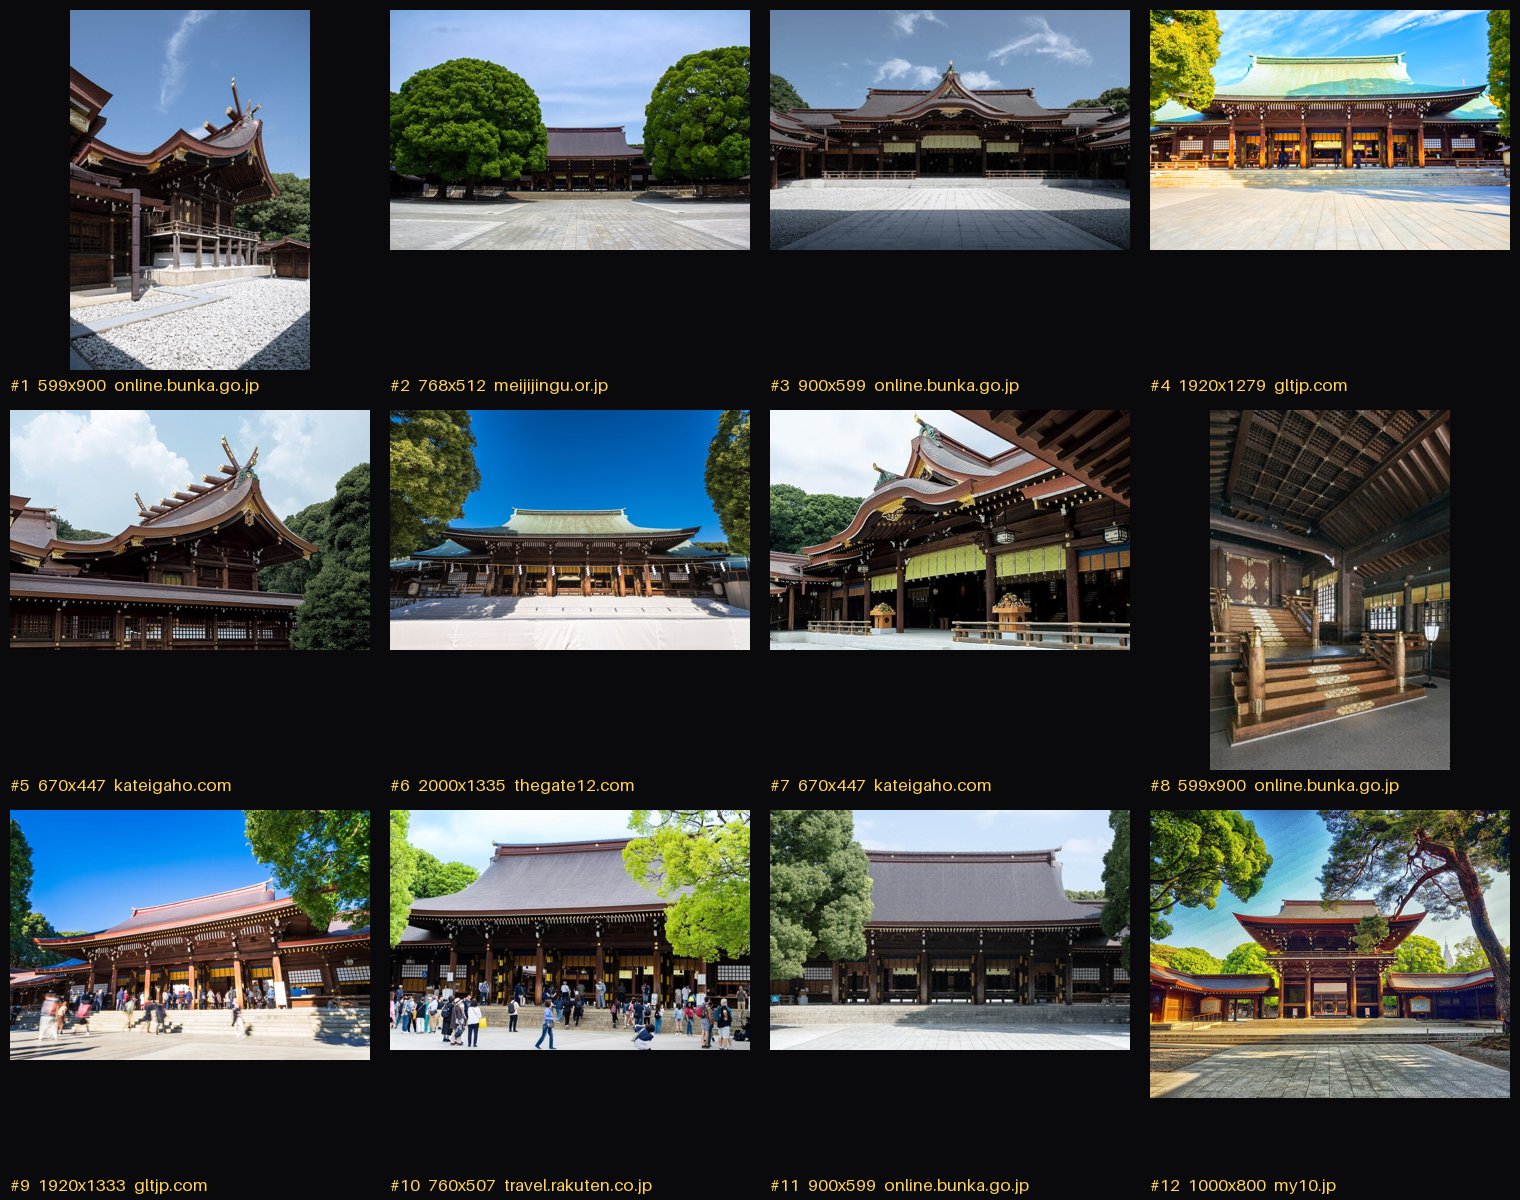 #1 599x900 online.bunka.go.jp
#2 768x512 meijijingu.or.jp
#3 900x599 online.bunka.go.jp
#4 1920x1279 gltjp.com
#5 670x447 kateigaho.com
#6 2000x1335 thegate12.com
#7 670x447 kateigaho.com
#8 599x900 online.bunka.go.jp
#9 1920x1333 gltjp.com
#10 760x507 travel.rakuten.co.jp
#11 900x599 online.bunka.go.jp
#12 1000x800 my10.jp